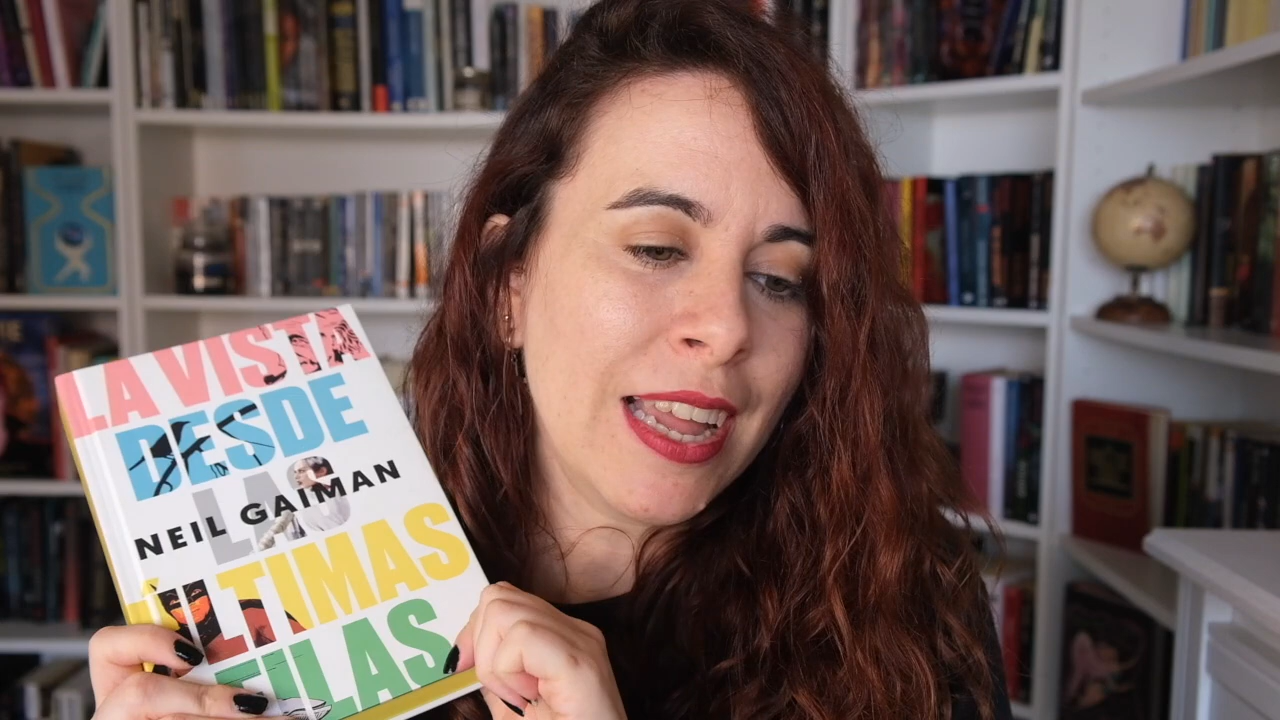 LA VISTA
DESDE
LAS
NEIL GAIMAN
ÚLTIMAS
FILAS